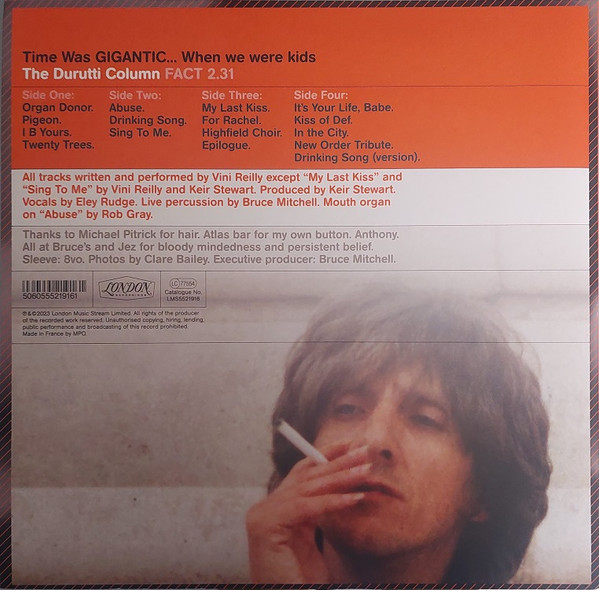 Time Was GIGANTIC... When we were kids
The Durutti Column FACT 2.31
Side One:
Organ Donor.
Pigeon.
I B Yours.
Twenty Trees.
Side Two:
Abuse.
Drinking Song.
Sing To Me.
Side Three:
My Last Kiss.
For Rachel.
Highfield Choir.
Epilogue.
Side Four:
It's Your Life, Babe.
Kiss of Def.
In the City.
New Order Tribute.
Drinking Song (version).
All tracks written and performed by Vini Reilly except "My Last Kiss" and
"Sing To Me" by Vini Reilly and Keir Stewart. Produced by Keir Stewart.
Vocals by Eley Rudge. Live percussion by Bruce Mitchell. Mouth organ
on "Abuse" by Rob Gray.
Thanks to Michael Pitrick for hair. Atlas bar for my own button. Anthony.
All at Bruce's and Jez for bloody mindedness and persistent belief.
Sleeve: 8vo. Photos by Clare Bailey. Executive producer: Bruce Mitchell.
5060555219161
LONDON
RECORDINGS
LC 77554
Catalogue No.
LMS5521916
℗ & © 2023 London Music Stream Limited. All rights of the producer
of the recorded work reserved. Unauthorised copying, hiring, lending,
public performance and broadcasting of this record prohibited.
Made in France by MPO